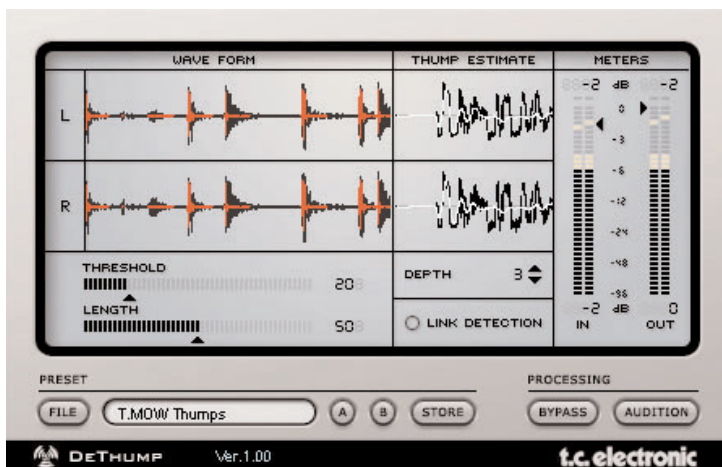 WAVE FORM
THUMP ESTIMATE
METERS
-2 dB -2
L
0
-3
-6
R
-12
-24
THRESHOLD
20
DEPTH 3
-48
LENGTH
50
LINK DETECTION
-96
-2 dB 0
IN OUT
PRESET
PROCESSING
FILE T.MOW Thumps A B STORE BYPASS AUDITION
DETHUMP Ver.1.00 t.c. electronic